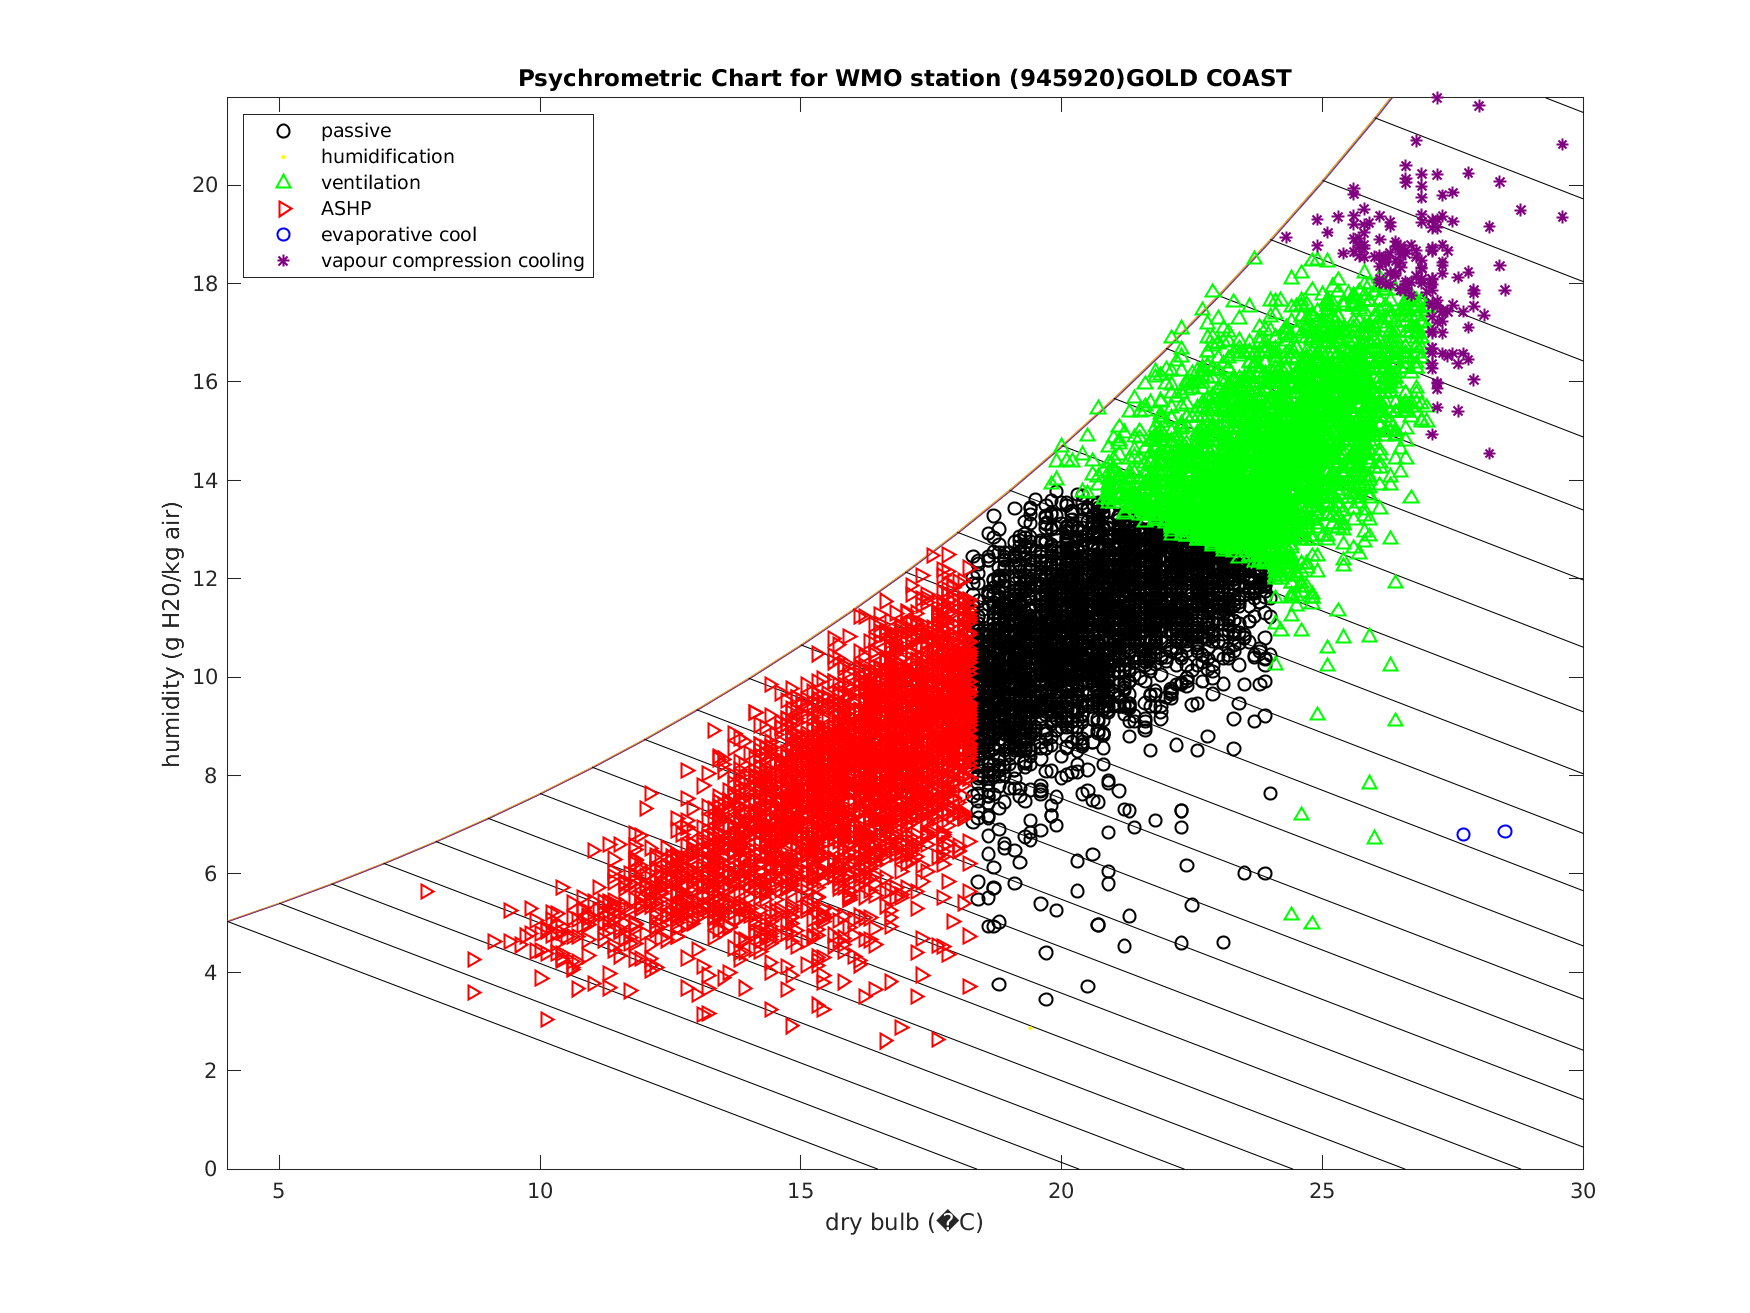 Psychrometric Chart for WMO station (945920)GOLD COAST
passive
humidification
ventilation
ASHP
evaporative cool
vapour compression cooling
humidity (g H20/kg air)
20
18
16
14
12
10
8
6
4
2
0
5 10 15 20 25 30
dry bulb (�C)